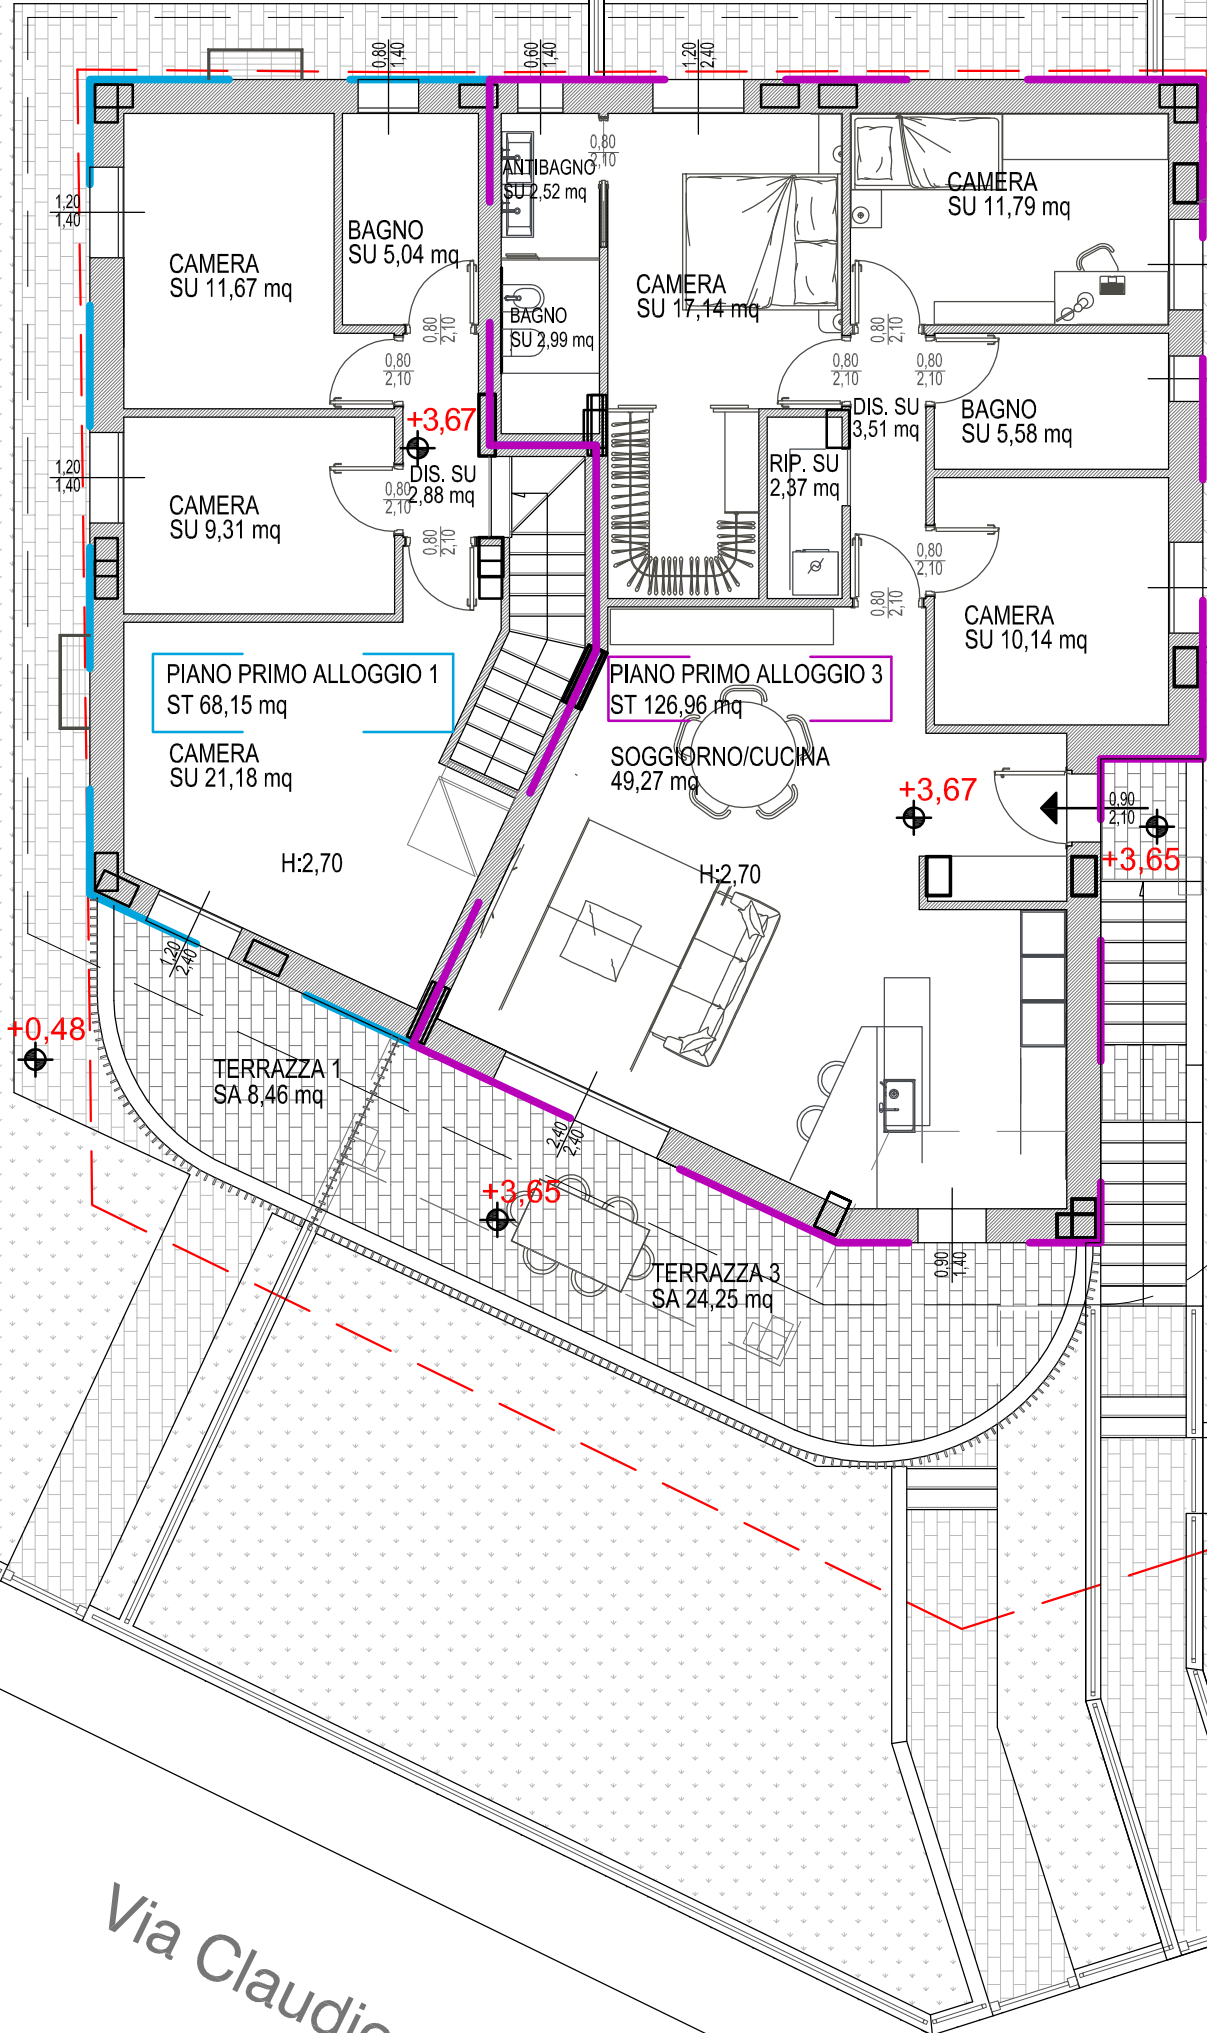 0,80
1,40
0,60
1,40
1,20
2,40
0,80
2,10
ANTIBAGNO
SU 2,52 mq
CAMERA
SU 11,79 mq
1,20
1,40
BAGNO
SU 5,04 mq
CAMERA
SU 11,67 mq
CAMERA
SU 17,14 mq
BAGNO
SU 2,99 mq
0,80
2,10
0,80
2,10
0,80
2,10
0,80
2,10
0,80
2,10
+3,67
DIS. SU
3,51 mq
BAGNO
SU 5,58 mq
1,20
1,40
DIS. SU
2,88 mq
0,80
2,10
RIP. SU
2,37 mq
CAMERA
SU 9,31 mq
0,80
2,10
0,80
2,10
0,80
2,10
CAMERA
SU 10,14 mq
PIANO PRIMO ALLOGGIO 1
ST 68,15 mq
PIANO PRIMO ALLOGGIO 3
ST 126,96 mq
CAMERA
SU 21,18 mq
SOGGIORNO/CUCINA
49,27 mq
+3,67
0,90
2,10
+3,65
H:2,70
H:2,70
1,20
2,40
+0,48
TERRAZZA 1
SA 8,46 mq
2,40
2,40
+3,65
0,90
1,40
TERRAZZA 3
SA 24,25 mq
Via Claudio